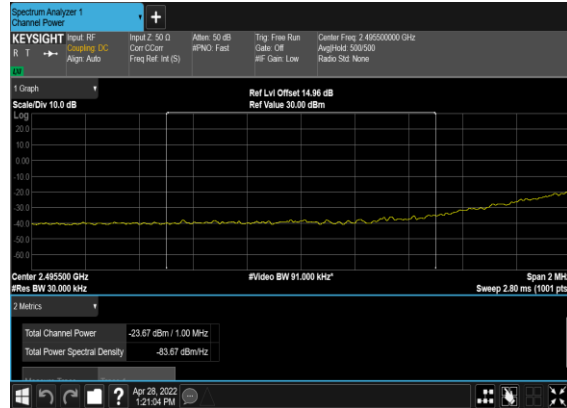 Spectrum Analyzer 1
Channel Power
KEYSIGHT Input: RF Input Z: 50 Ω Atten: 50 dB Trig: Free Run Center Freq: 2.495500000 GHz
R T Coupling: DC Corr CCorr #PNO: Fast Gate: Off Avg|Hold: 500/500
Align: Auto Freq Ref: Int (S) #IF Gain: Low Radio Std: None
1 Graph Ref Lvl Offset 14.96 dB
Scale/Div 10.0 dB Ref Value 30.00 dBm
Log
20.0
10.0
0.00
-10.0
-20.0
-30.0
-40.0
-50.0
-60.0
Center 2.495500 GHz #Video BW 91.000 kHz* Span 2 MH
#Res BW 30.000 kHz Sweep 2.80 ms (1001 pts
2 Metrics
Total Channel Power -23.67 dBm / 1.00 MHz
Total Power Spectral Density -83.67 dBm/Hz
Apr 28, 2022
1:21:04 PM